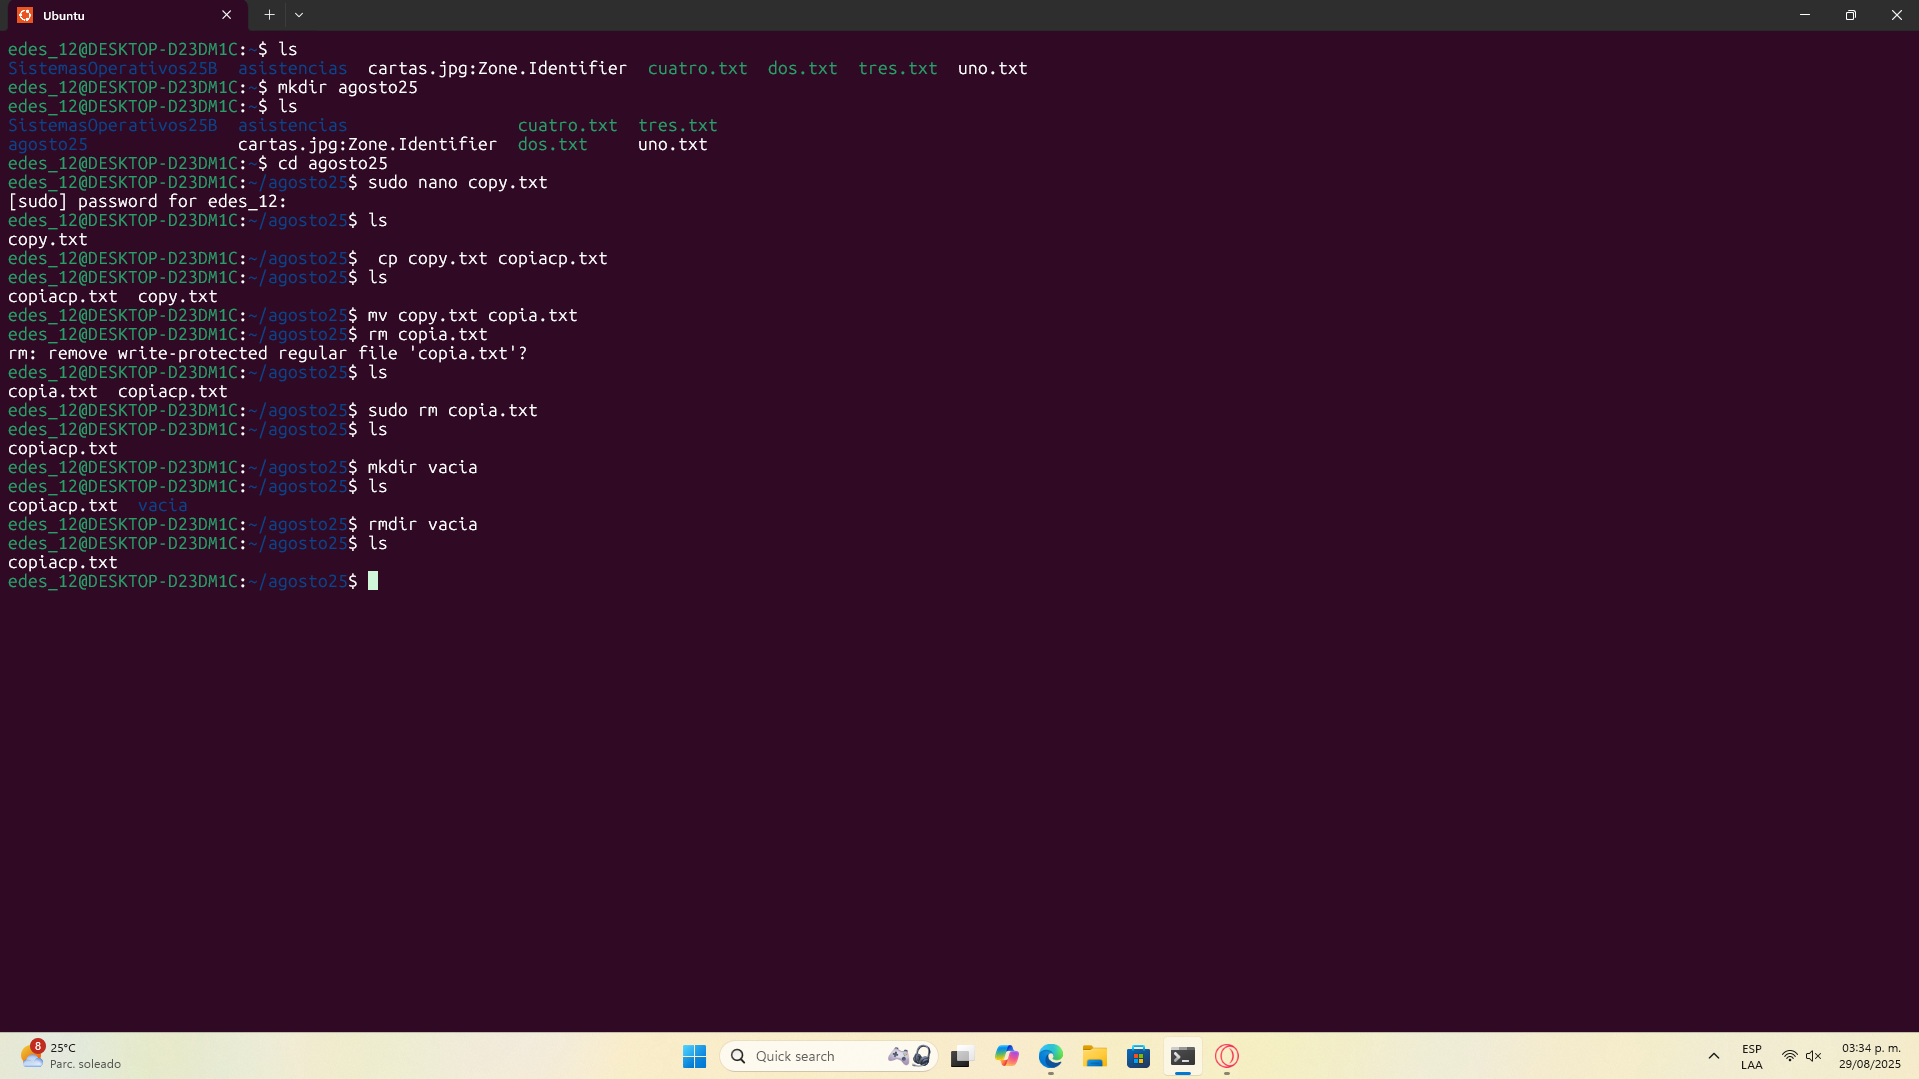 Ubuntu
edes_12@DESKTOP-D23DM1C:~$ ls
SistemasOperativos25B  asistencias  cartas.jpg:Zone.Identifier  cuatro.txt  dos.txt  tres.txt  uno.txt
edes_12@DESKTOP-D23DM1C:~$ mkdir agosto25
edes_12@DESKTOP-D23DM1C:~$ ls
SistemasOperativos25B  asistencias                 cuatro.txt  tres.txt
agosto25               cartas.jpg:Zone.Identifier  dos.txt     uno.txt
edes_12@DESKTOP-D23DM1C:~$ cd agosto25
edes_12@DESKTOP-D23DM1C:~/agosto25$ sudo nano copy.txt
[sudo] password for edes_12:
edes_12@DESKTOP-D23DM1C:~/agosto25$ ls
copy.txt
edes_12@DESKTOP-D23DM1C:~/agosto25$  cp copy.txt copiacp.txt
edes_12@DESKTOP-D23DM1C:~/agosto25$ ls
copiacp.txt  copy.txt
edes_12@DESKTOP-D23DM1C:~/agosto25$ mv copy.txt copia.txt
edes_12@DESKTOP-D23DM1C:~/agosto25$ rm copia.txt
rm: remove write-protected regular file 'copia.txt'?
edes_12@DESKTOP-D23DM1C:~/agosto25$ ls
copia.txt  copiacp.txt
edes_12@DESKTOP-D23DM1C:~/agosto25$ sudo rm copia.txt
edes_12@DESKTOP-D23DM1C:~/agosto25$ ls
copiacp.txt
edes_12@DESKTOP-D23DM1C:~/agosto25$ mkdir vacia
edes_12@DESKTOP-D23DM1C:~/agosto25$ ls
copiacp.txt  vacia
edes_12@DESKTOP-D23DM1C:~/agosto25$ rmdir vacia
edes_12@DESKTOP-D23DM1C:~/agosto25$ ls
copiacp.txt
edes_12@DESKTOP-D23DM1C:~/agosto25$
8
25°C
Parc. soleado
Quick search
ESP
LAA
03:34 p. m.
29/08/2025